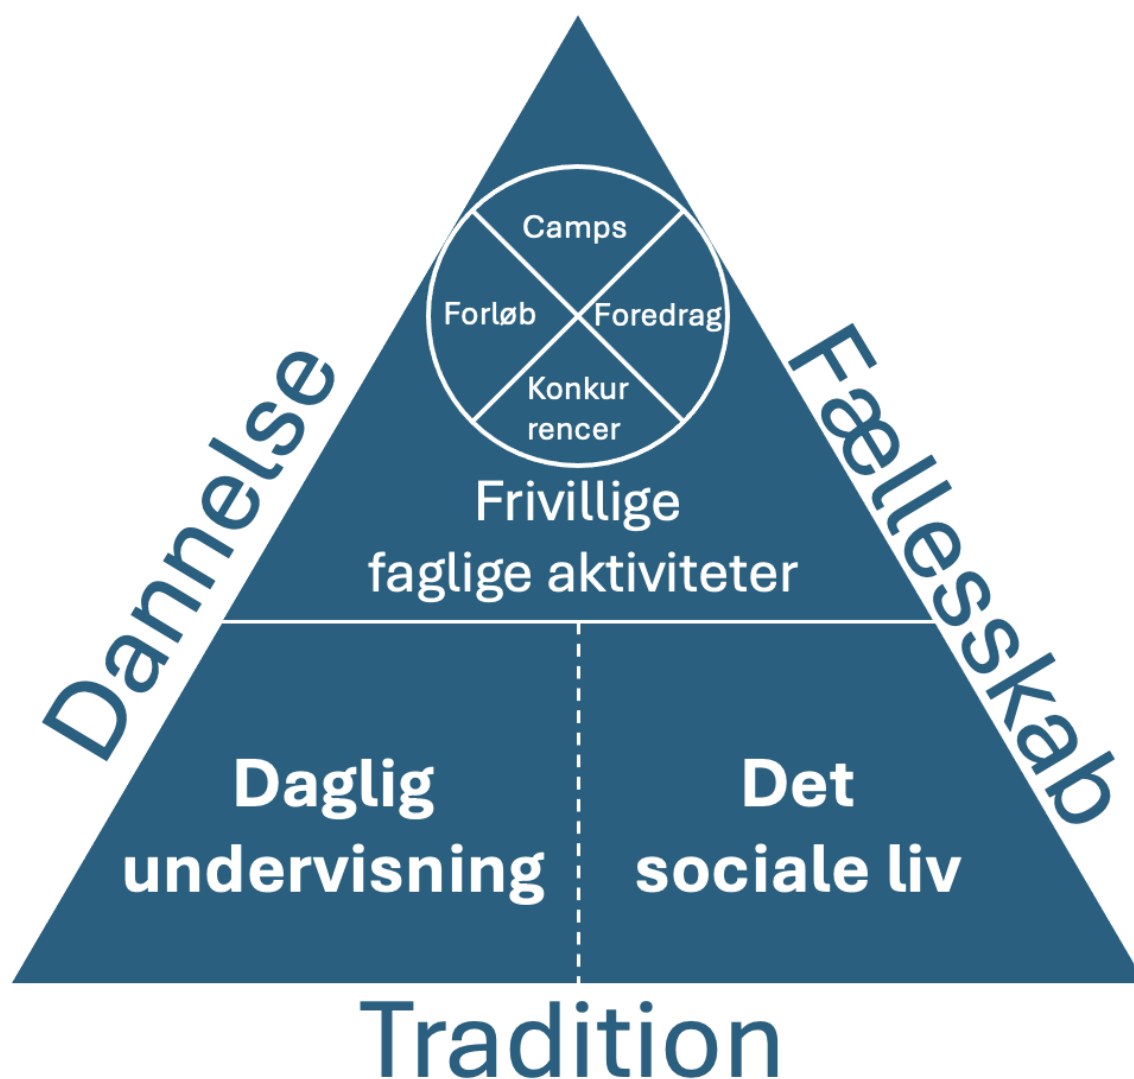 Camps
Forløb
Foredrag
Konkur
rencer
Frivillige
faglige aktiviteter
Dannelse
Fællesskab
Daglig
undervisning
Det
sociale liv
Tradition